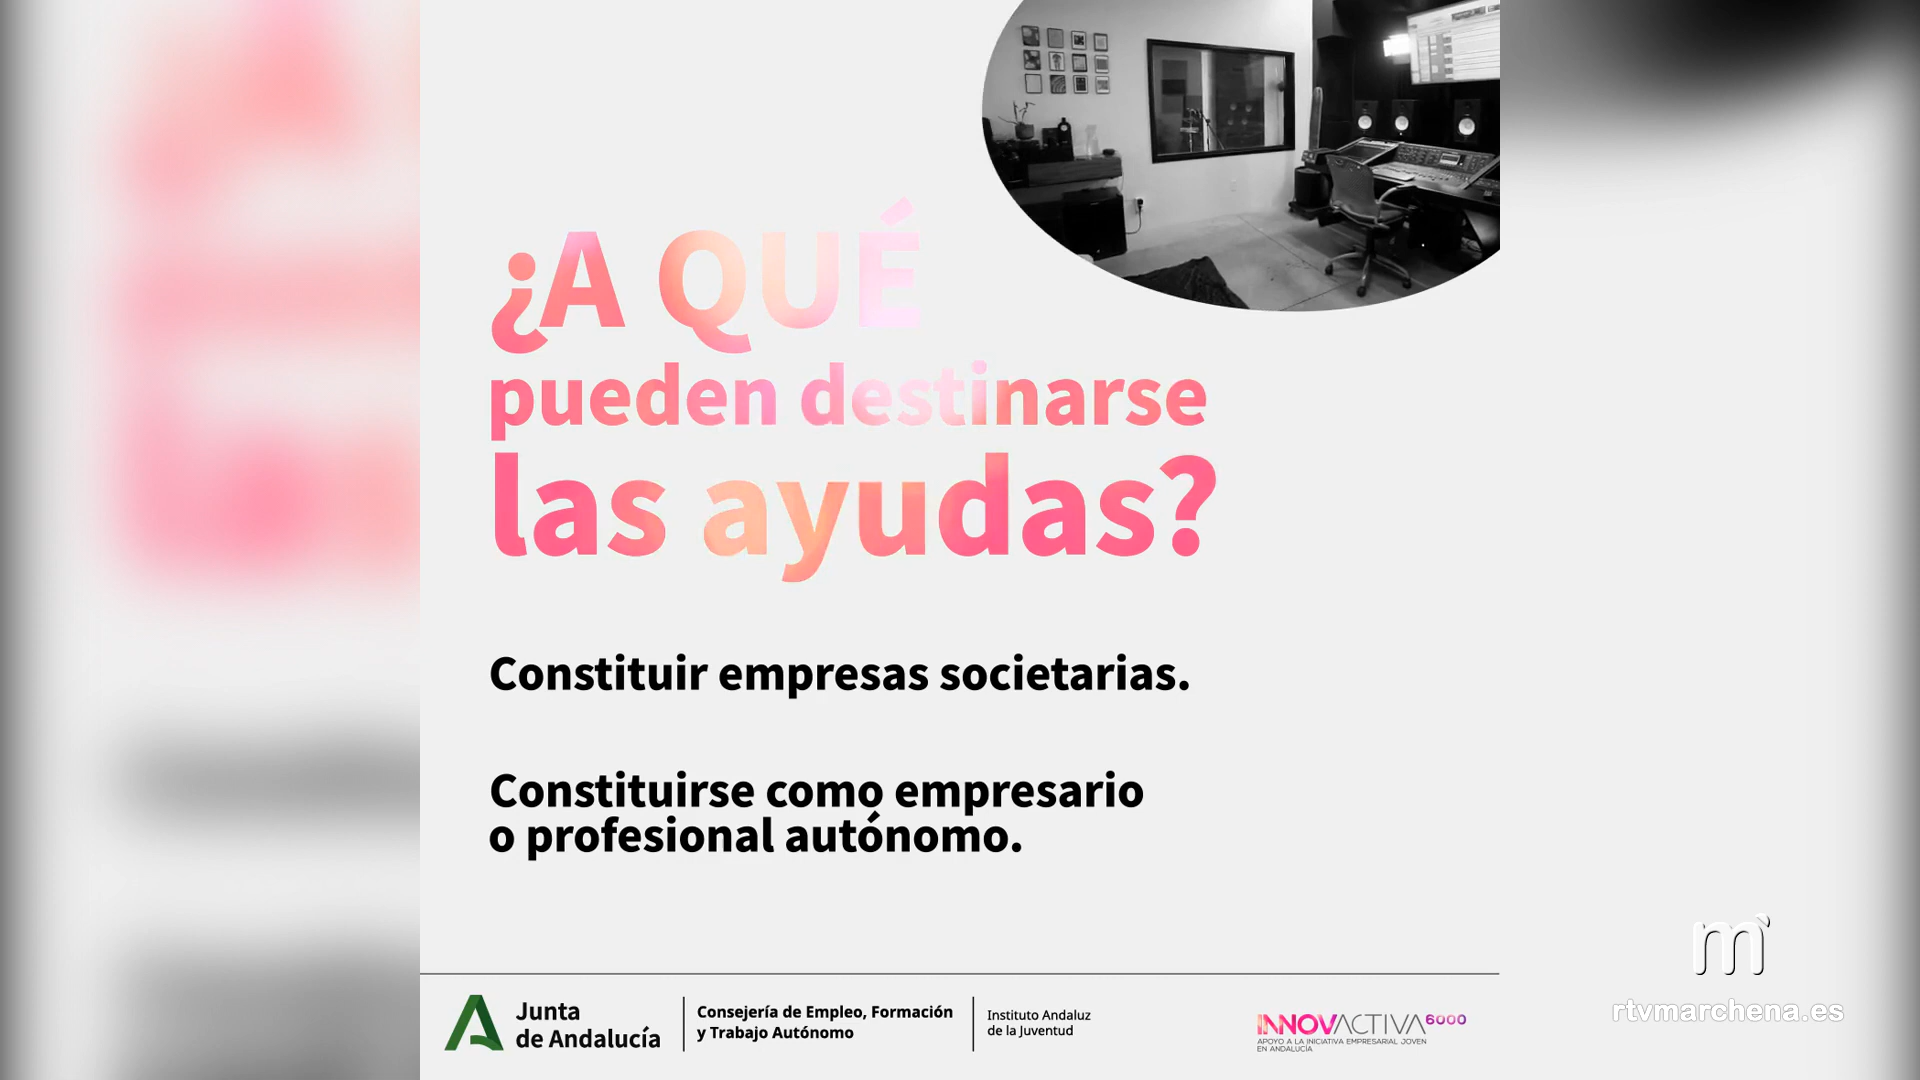 ¿A QUÉ
pueden destinarse
las ayudas?
Constituir empresas societarias.
Constituirse como empresario
o profesional autónomo.
Junta
de Andalucía
Consejería de Empleo, Formación
y Trabajo Autónomo
Instituto Andaluz
de la Juventud
INNOVACTIVA 6000
APOYO A LA INICIATIVA EMPRESARIAL JOVEN
EN ANDALUCÍA
m
rtvmarchena.es